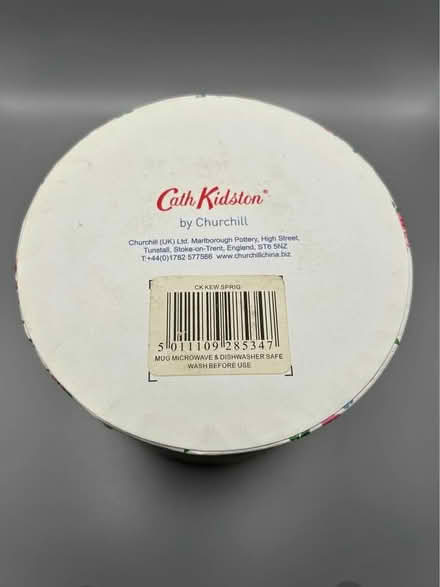 Cath Kidston®
by Churchill
Churchill (UK) Ltd. Marlborough Pottery, High Street,
Tunstall, Stoke-on-Trent, England, ST6 5NZ
T:+44(0)1782 577566 www.churchillchina.biz
CK KEW SPRIG
5 011109 285347
MUG MICROWAVE & DISHWASHER SAFE
WASH BEFORE USE